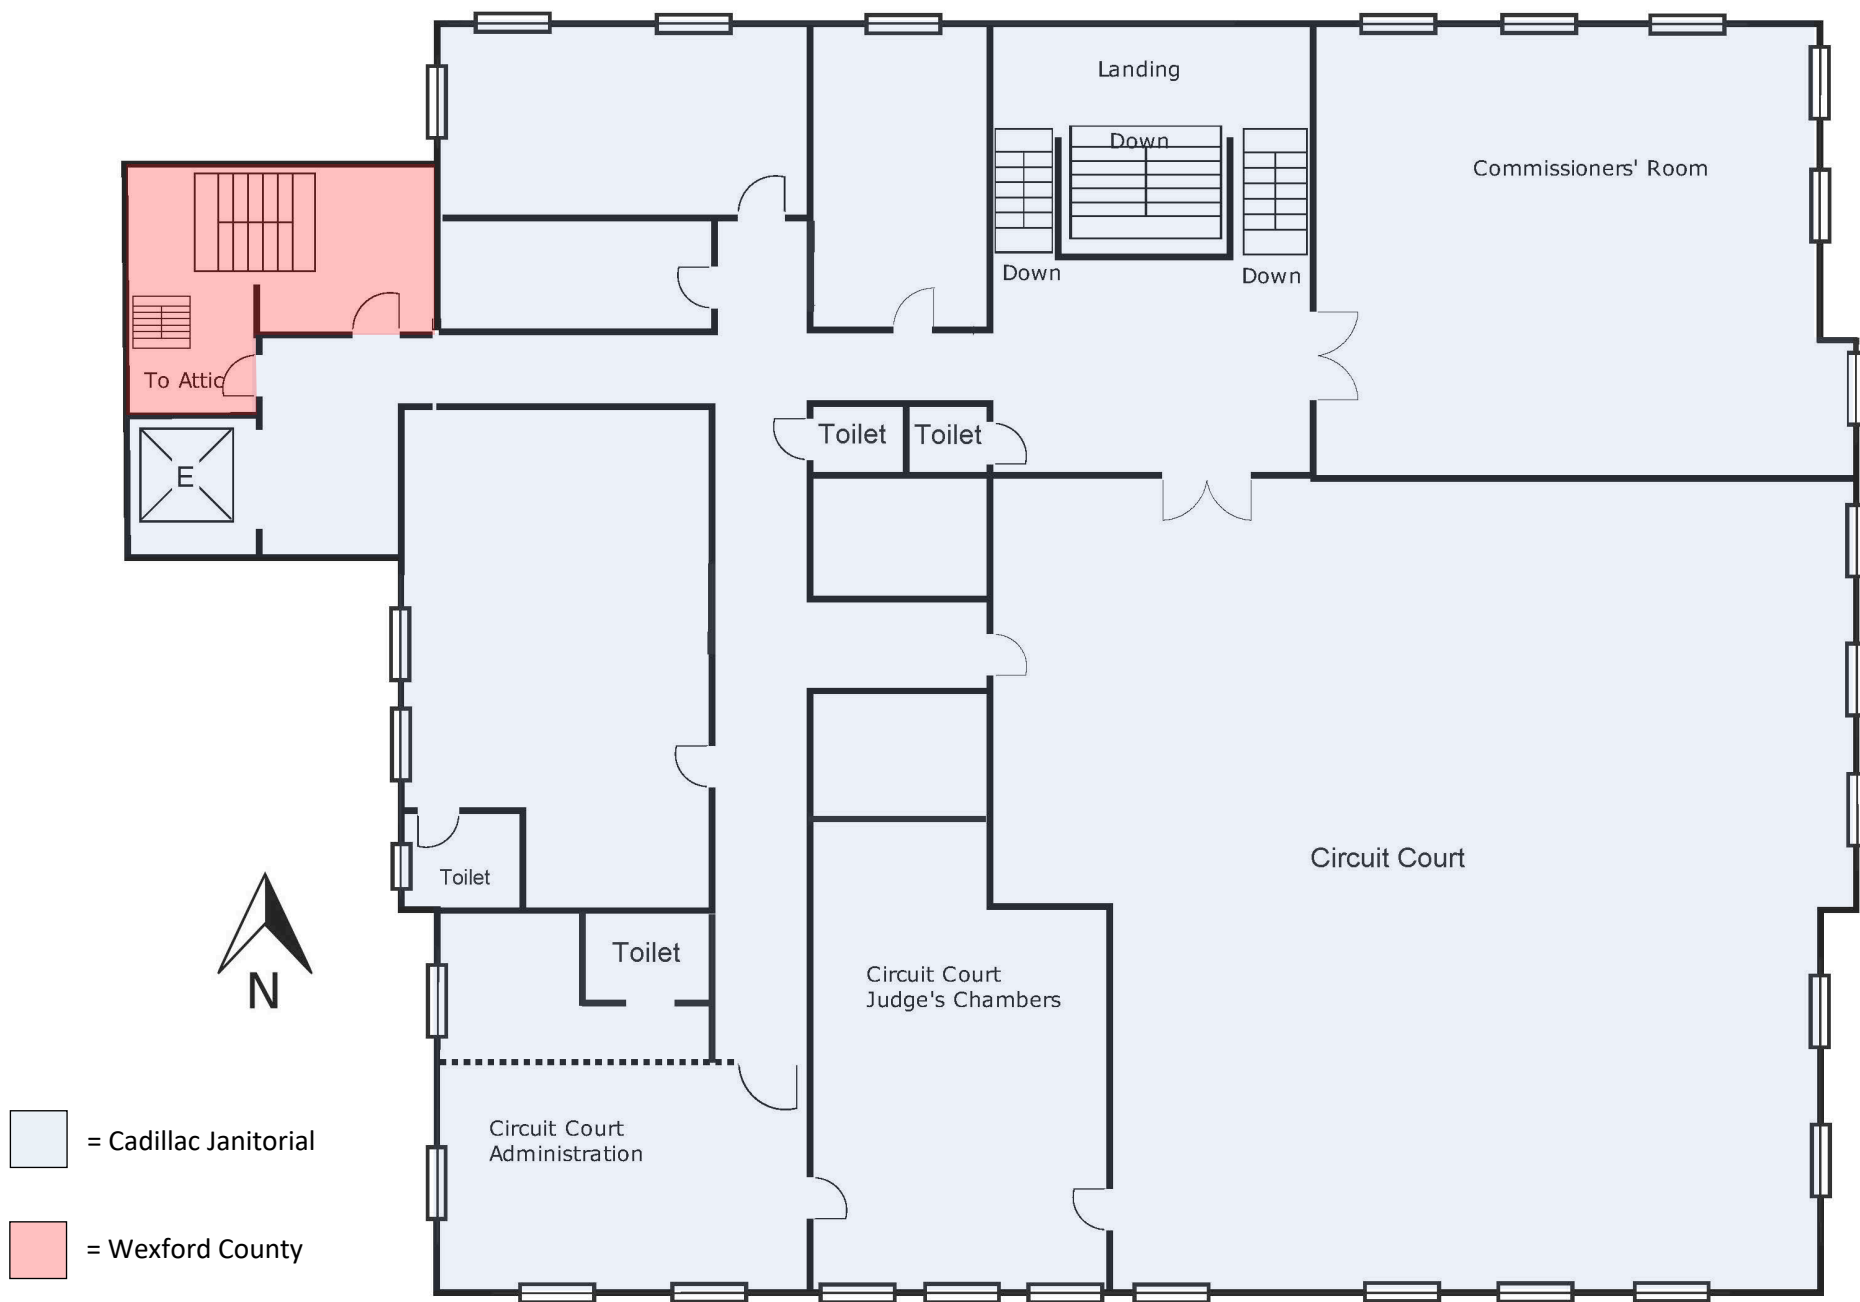 Landing
Down
Commissioners' Room
Down
Down
To Attic
Toilet
Toilet
E
Circuit Court
Toilet
Toilet
Circuit Court
Judge's Chambers
N
Circuit Court
Administration
= Cadillac Janitorial
= Wexford County